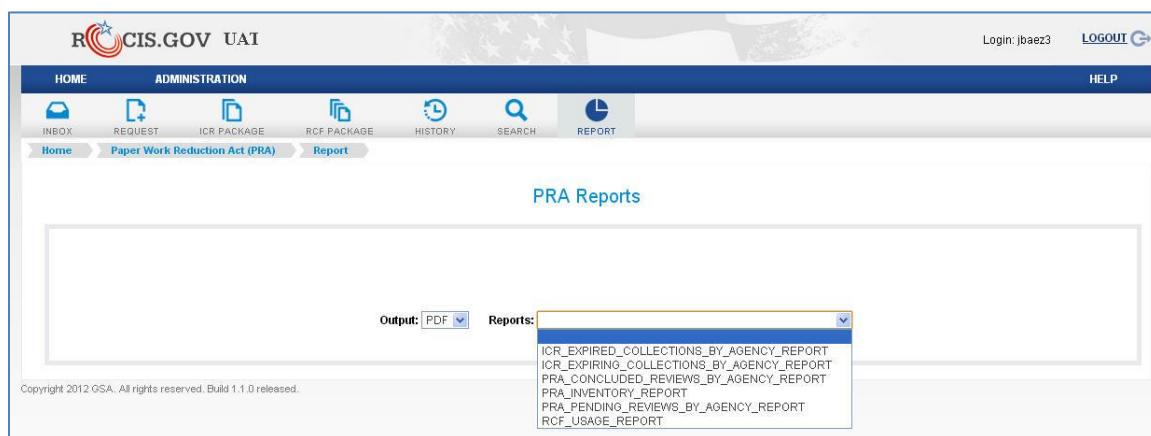 ROCIS.GOV UAI
Login: jbaez3 LOGOUT
HOME ADMINISTRATION HELP
INBOX REQUEST ICR PACKAGE RCF PACKAGE HISTORY SEARCH REPORT
Home Paper Work Reduction Act (PRA) Report
PRA Reports
Output: PDF Reports:
ICR_EXPIRED_COLLECTIONS_BY_AGENCY_REPORT
ICR_EXPIRING_COLLECTIONS_BY_AGENCY_REPORT
PRA_CONCLUDED_REVIEWS_BY_AGENCY_REPORT
PRA_INVENTORY_REPORT
PRA_PENDING_REVIEWS_BY_AGENCY_REPORT
RCF_USAGE_REPORT
Copyright 2012 GSA. All rights reserved. Build 1.1.0 released.